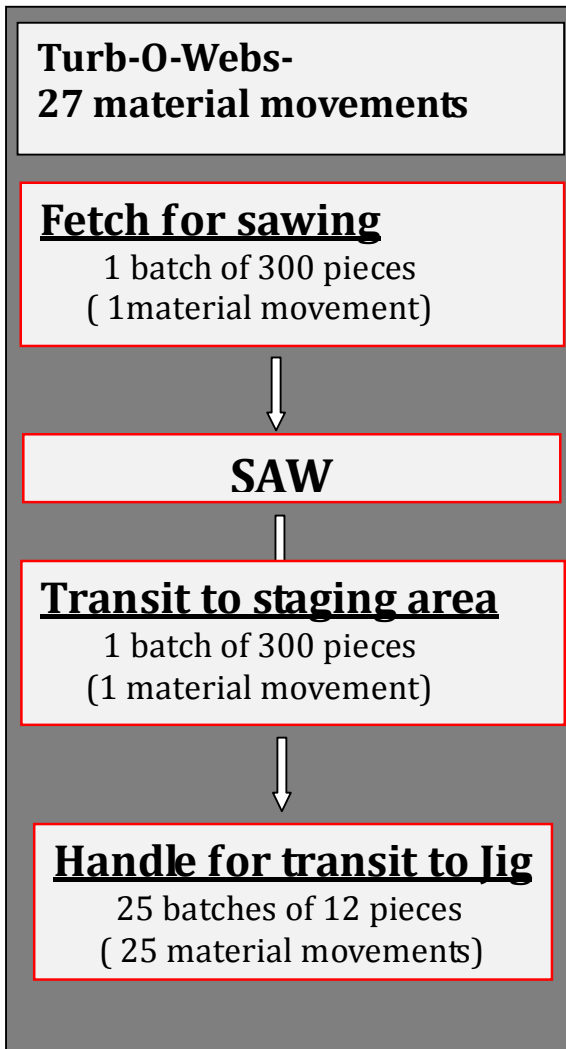 Turb-O-Webs-
27 material movements
Fetch for sawing
1 batch of 300 pieces
( 1material movement)
SAW
Transit to staging area
1 batch of 300 pieces
(1 material movement)
Handle for transit to Jig
25 batches of 12 pieces
( 25 material movements)